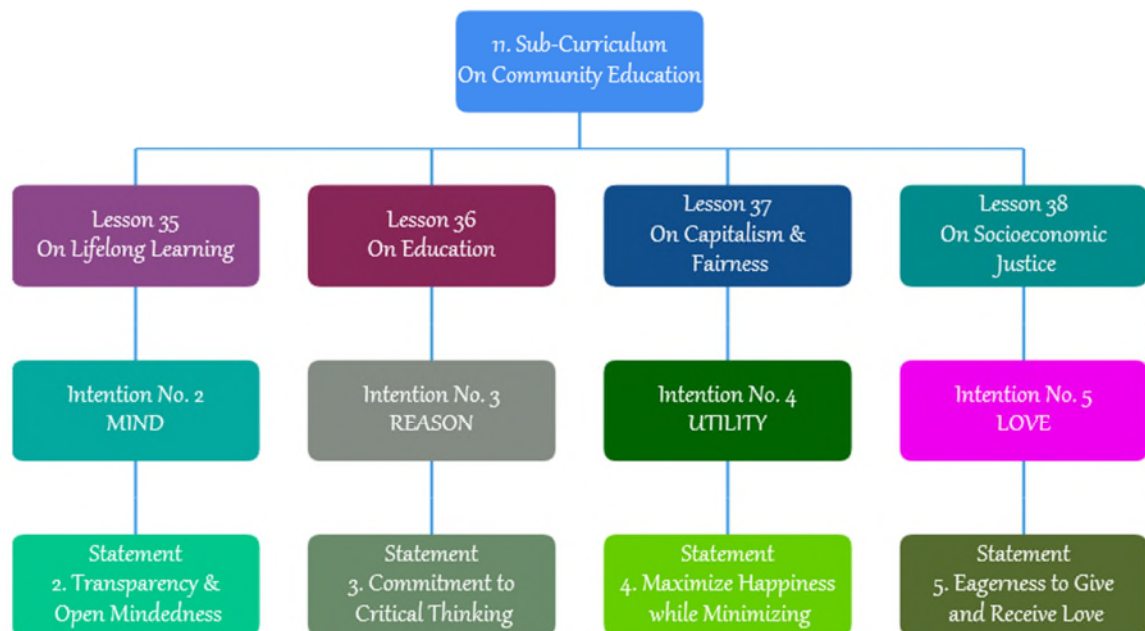 11. Sub-Curriculum
On Community Education
Lesson 35
On Lifelong Learning
Lesson 36
On Education
Lesson 37
On Capitalism &
Fairness
Lesson 38
On Socioeconomic
Justice
Intention No. 2
MIND
Intention No. 3
REASON
Intention No. 4
UTILITY
Intention No. 5
LOVE
Statement
2. Transparency &
Open Mindedness
Statement
3. Commitment to
Critical Thinking
Statement
4. Maximize Happiness
while Minimizing
Statement
5. Eagerness to Give
and Receive Love